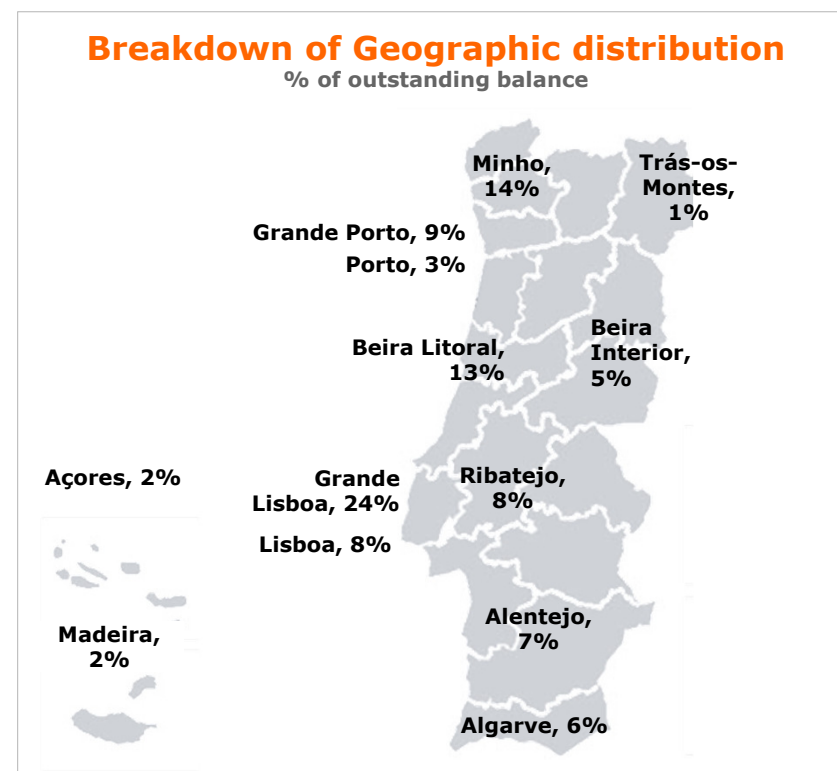 Breakdown of Geographic distribution
% of outstanding balance
Minho,
14%
Trás-os-
Montes,
1%
Grande Porto, 9%
Porto, 3%
Beira Litoral,
13%
Beira
Interior,
5%
Açores, 2%
Grande
Lisboa, 24%
Ribatejo,
8%
Lisboa, 8%
Madeira,
2%
Alentejo,
7%
Algarve, 6%